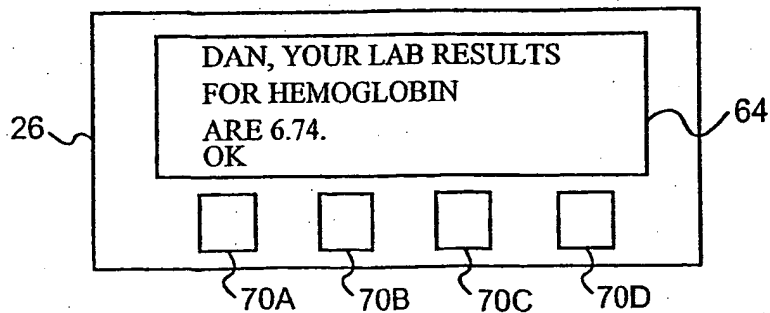 DAN, YOUR LAB RESULTS
FOR HEMOGLOBIN
ARE 6.74.
OK
26
64
70A 70B 70C 70D